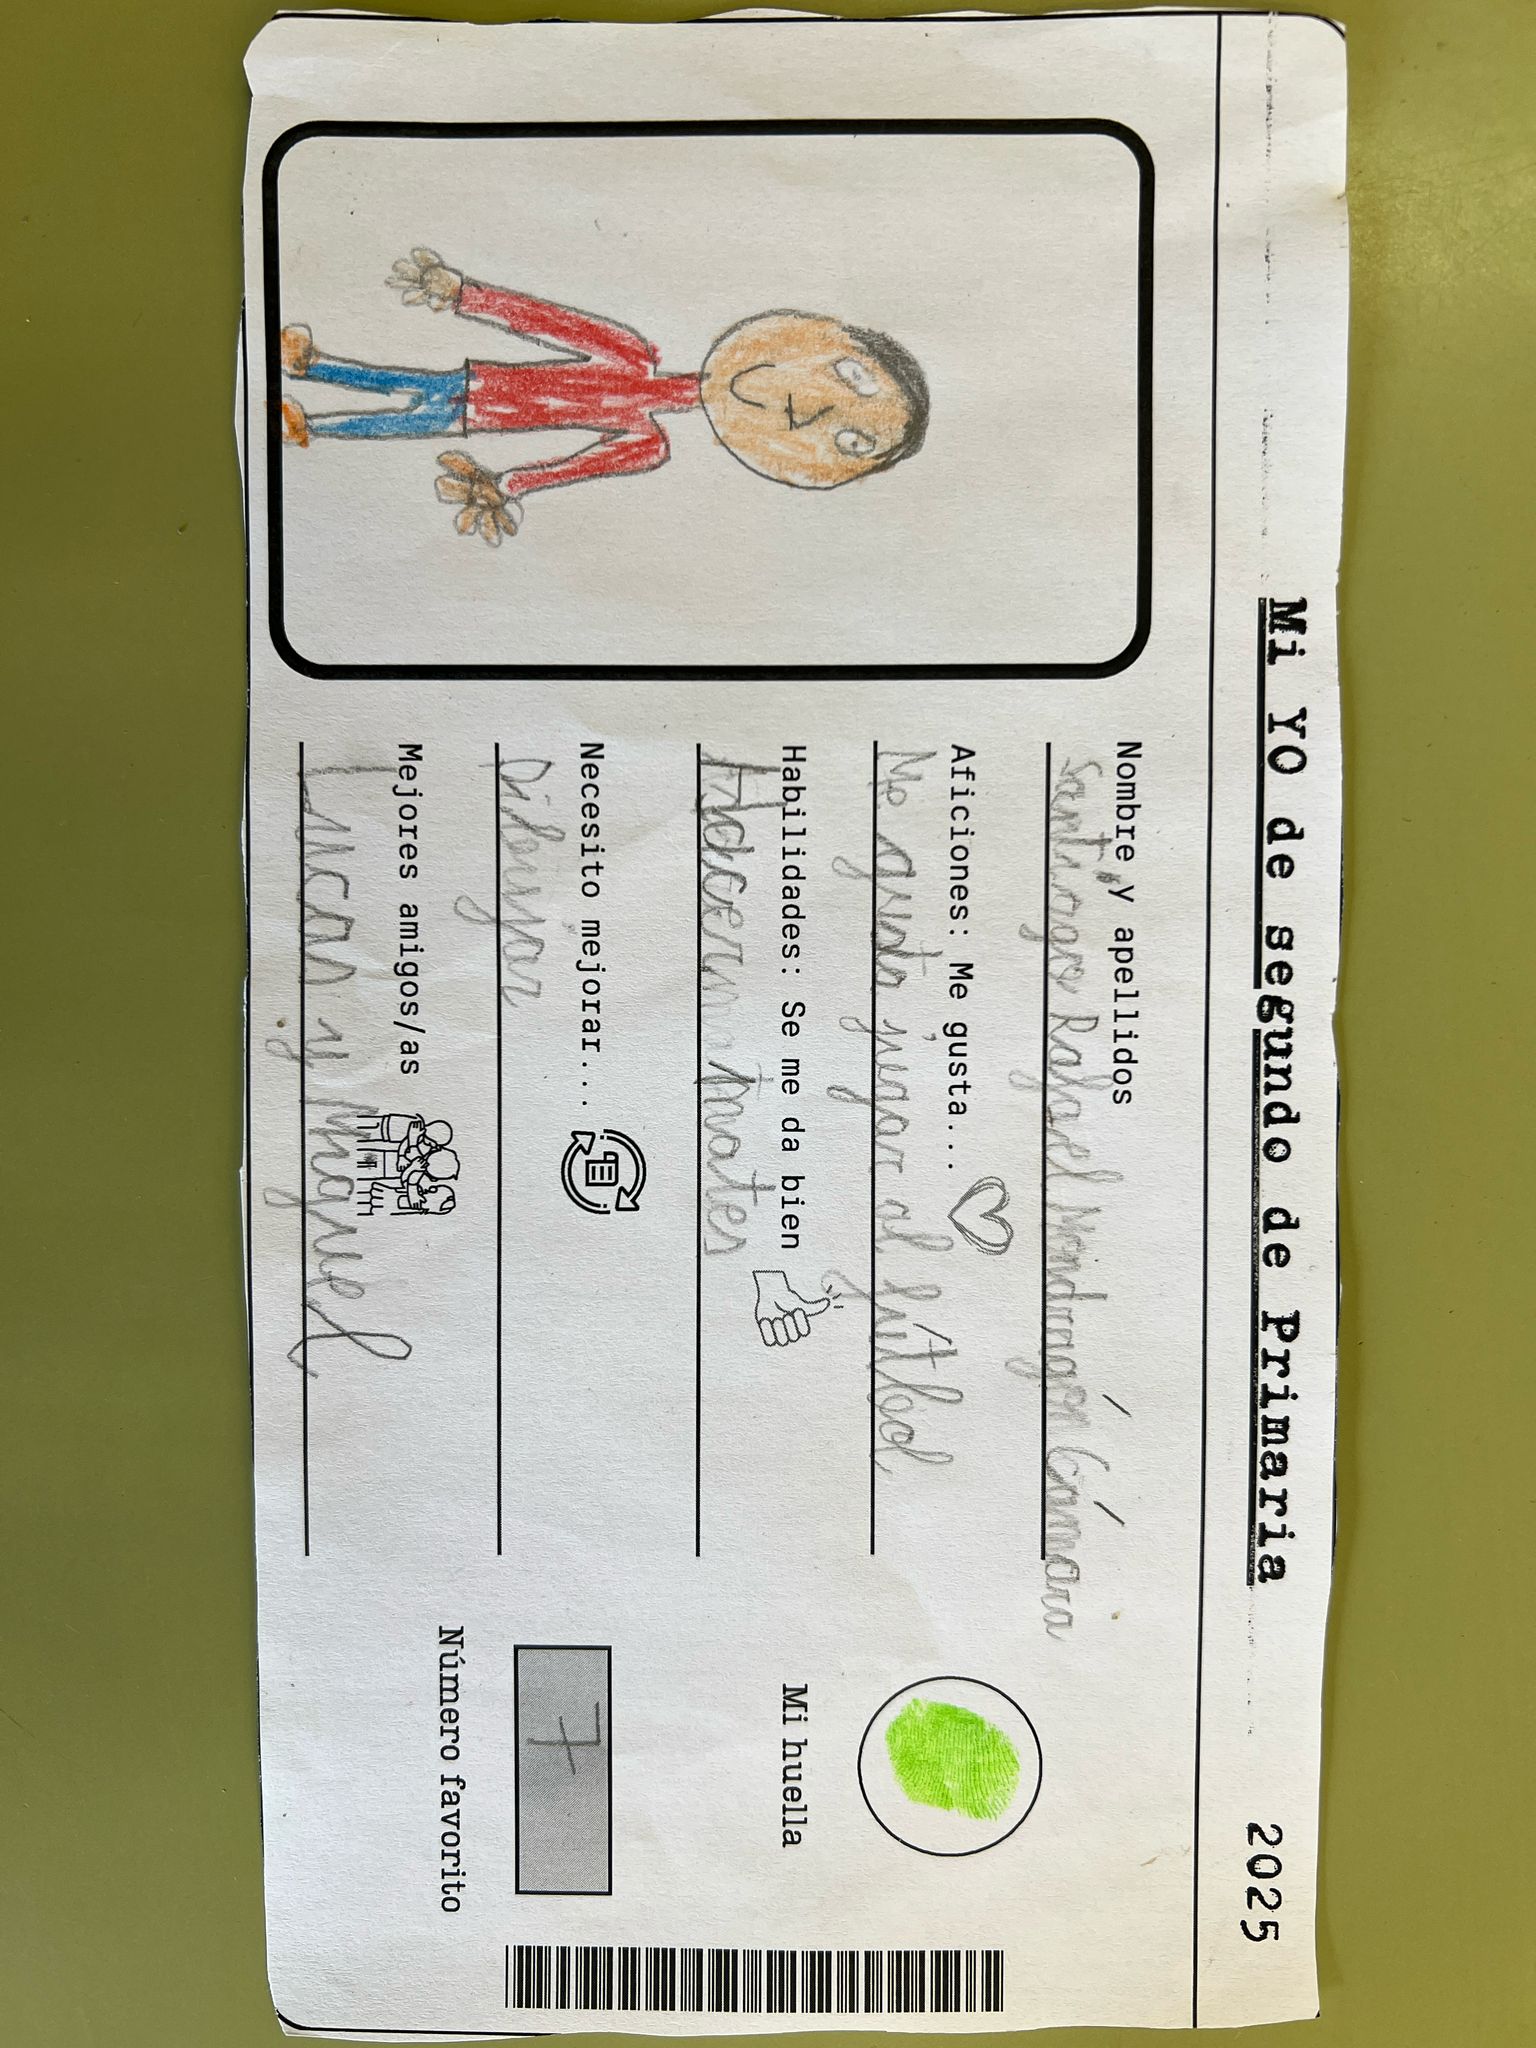 Mi YO de segundo de Primaria
2025
Nombre y apellidos
Santiago Rafael Mondragón Cámara
Aficiones: Me gusta...
Me gusta jugar al fútbol
Habilidades: Se me da bien
Hacer mates
Necesito mejorar...
Dibujar
Mejores amigos/as
Lucas y Miguel
Mi huella
7
Número favorito